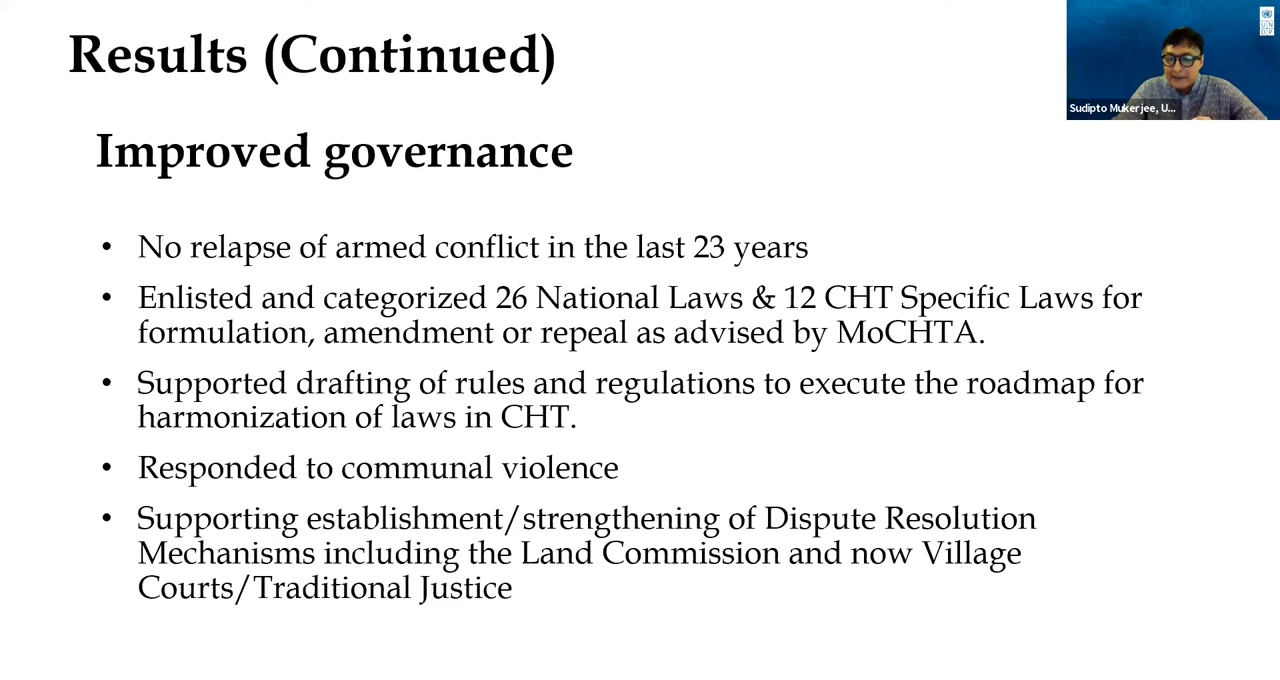 Results (Continued)
Sudipto Mukerjee, U...
U N
D P
Improved governance
• No relapse of armed conflict in the last 23 years
• Enlisted and categorized 26 National Laws & 12 CHT Specific Laws for
formulation, amendment or repeal as advised by MoCHTA.
• Supported drafting of rules and regulations to execute the roadmap for
harmonization of laws in CHT.
• Responded to communal violence
• Supporting establishment/strengthening of Dispute Resolution
Mechanisms including the Land Commission and now Village
Courts/Traditional Justice